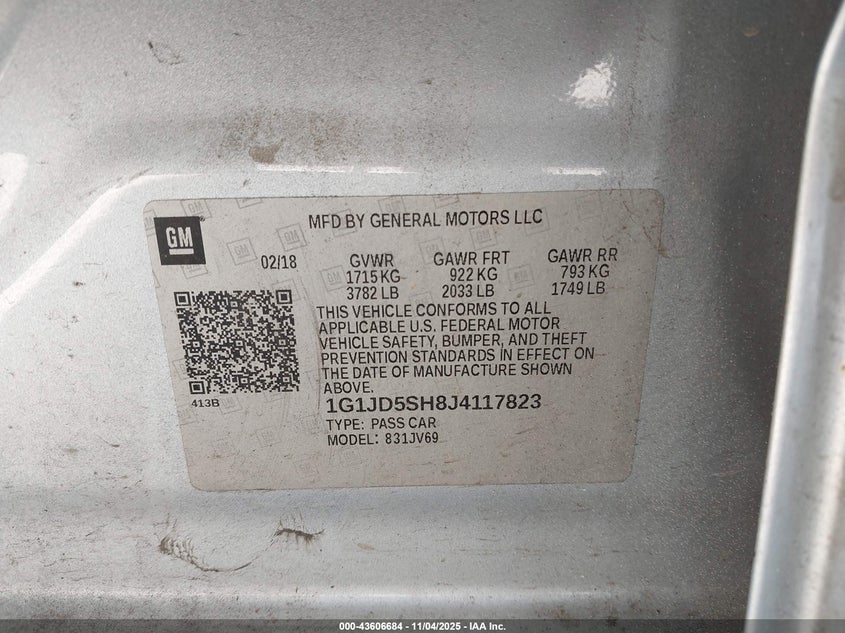 GM
MFD BY GENERAL MOTORS LLC
02/18
GVWR GAWR FRT GAWR RR
1715 KG 922 KG 793 KG
3782 LB 2033 LB 1749 LB
THIS VEHICLE CONFORMS TO ALL
APPLICABLE U.S. FEDERAL MOTOR
VEHICLE SAFETY, BUMPER, AND THEFT
PREVENTION STANDARDS IN EFFECT ON
THE DATE OF MANUFACTURE SHOWN
ABOVE.
413B
1G1JD5SH8J4117823
TYPE: PASS CAR
MODEL: 831JV69
000-43606684 - 11/04/2025 - IAA Inc.